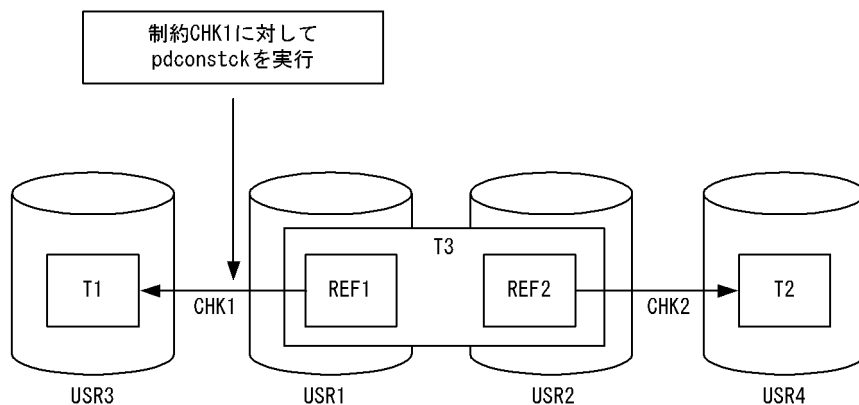 制約CHK1に対して
pdconstckを実行
T3
T1
REF1
REF2
T2
CHK1
CHK2
USR3
USR1
USR2
USR4